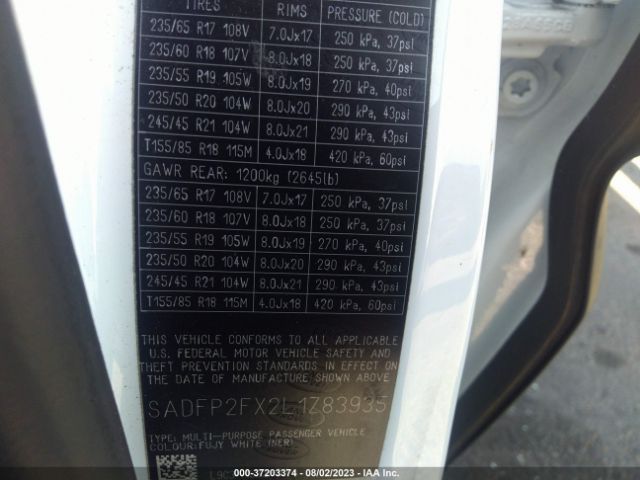 TIRES RIMS PRESSURE (COLD)
235/65 R17 108V 7.0Jx17 250 kPa, 37psi
235/60 R18 107V 8.0Jx18 250 kPa, 37psi
235/55 R19 105W 8.0Jx19 270 kPa, 40psi
235/50 R20 104W 8.0Jx20 290 kPa, 43psi
245/45 R21 104W 8.0Jx21 290 kPa, 43psi
T155/85 R18 115M 4.0Jx18 420 kPa, 60psi
GAWR REAR: 1200kg (2645lb)
235/65 R17 108V 7.0Jx17 250 kPa, 37psi
235/60 R18 107V 8.0Jx18 250 kPa, 37psi
235/55 R19 105W 8.0Jx19 270 kPa, 40psi
235/50 R20 104W 8.0Jx20 290 kPa, 43psi
245/45 R21 104W 8.0Jx21 290 kPa, 43psi
T155/85 R18 115M 4.0Jx18 420 kPa, 60psi
THIS VEHICLE CONFORMS TO ALL APPLICABLE
U.S. FEDERAL MOTOR VEHICLE SAFETY AND
THEFT PREVENTION STANDARDS IN EFFECT ON
THE DATE OF MANUFACTURE SHOWN ABOVE.
SADFP2FX2L1Z83935
TYPE: MULTI-PURPOSE PASSENGER VEHICLE
COLOUR:FUJY WHITE(NER)
000-37203374 - 08/02/2023 - IAAI.COM